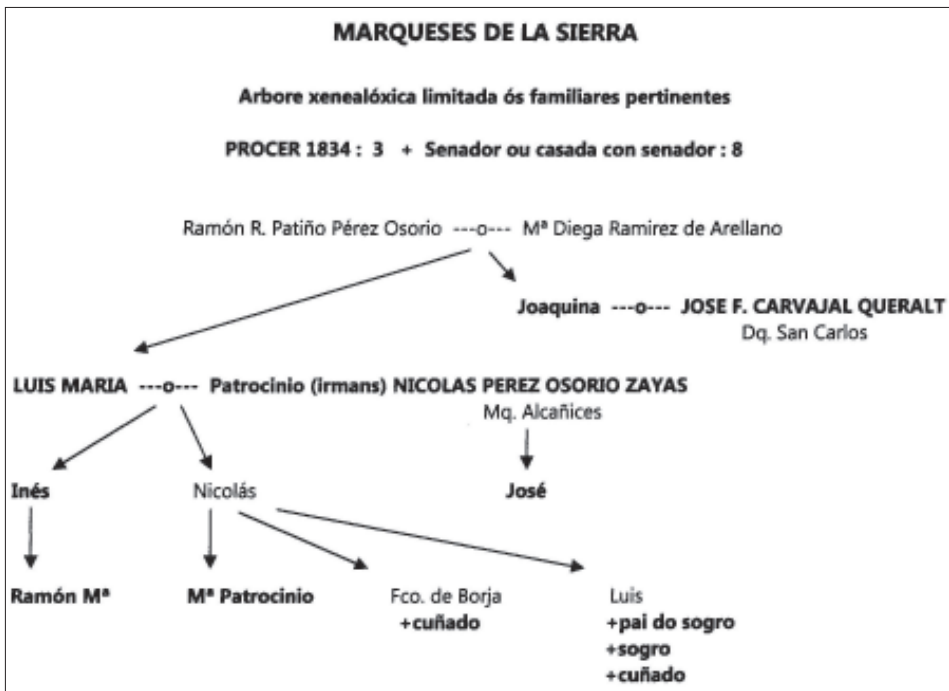 MARQUESES DE LA SIERRA
Arbore xenealóxica limitada ós familiares pertinentes
PROCER 1834 : 3 + Senador ou casada con senador : 8
Ramón R. Patiño Pérez Osorio ---o--- Mª Diega Ramirez de Arellano
Joaquina ---o--- JOSE F. CARVAJAL QUERALT
Dq. San Carlos
LUIS MARIA ---o--- Patrocinio (irmans) NICOLAS PEREZ OSORIO ZAYAS
Mq. Alcañices
Inés Nicolás José
Ramón Mª Mª Patrocinio Fco. de Borja Luis
+cuñado +pai do sogro
+sogro
+cuñado